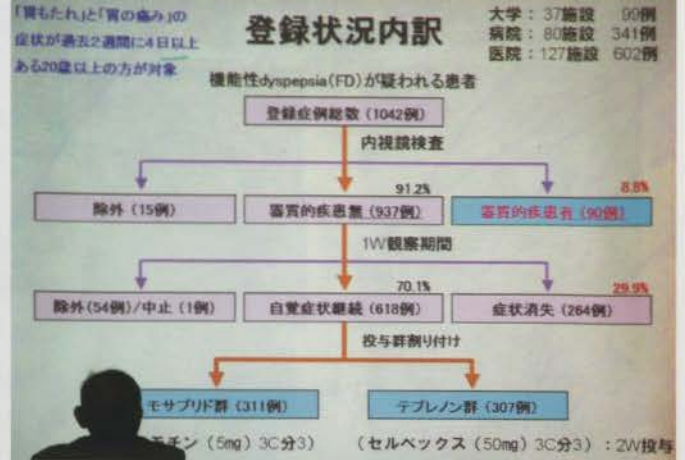 「胃もたれ」と「胃の痛み」の
症状が過去2週間に4日以上
ある20歳以上の方が対象
登録状況内訳
大学：37施設 99例
病院：80施設 341例
医院：127施設 602例
機能性dyspepsia(FD)が疑われる患者
登録症例総数(1042例)
内視鏡検査
91.2%
8.8%
除外(15例)
器質的疾患無(937例)
器質的疾患有(90例)
1W観察期間
70.1%
29.9%
除外(54例)/中止(1例)
自覚症状継続(618例)
症状消失(264例)
投与群割り付け
モサプリド群(311例)
テプレノン群(307例)
モチン(5mg)3C分3)
(セルベックス(50mg)3C分3)：2W投与